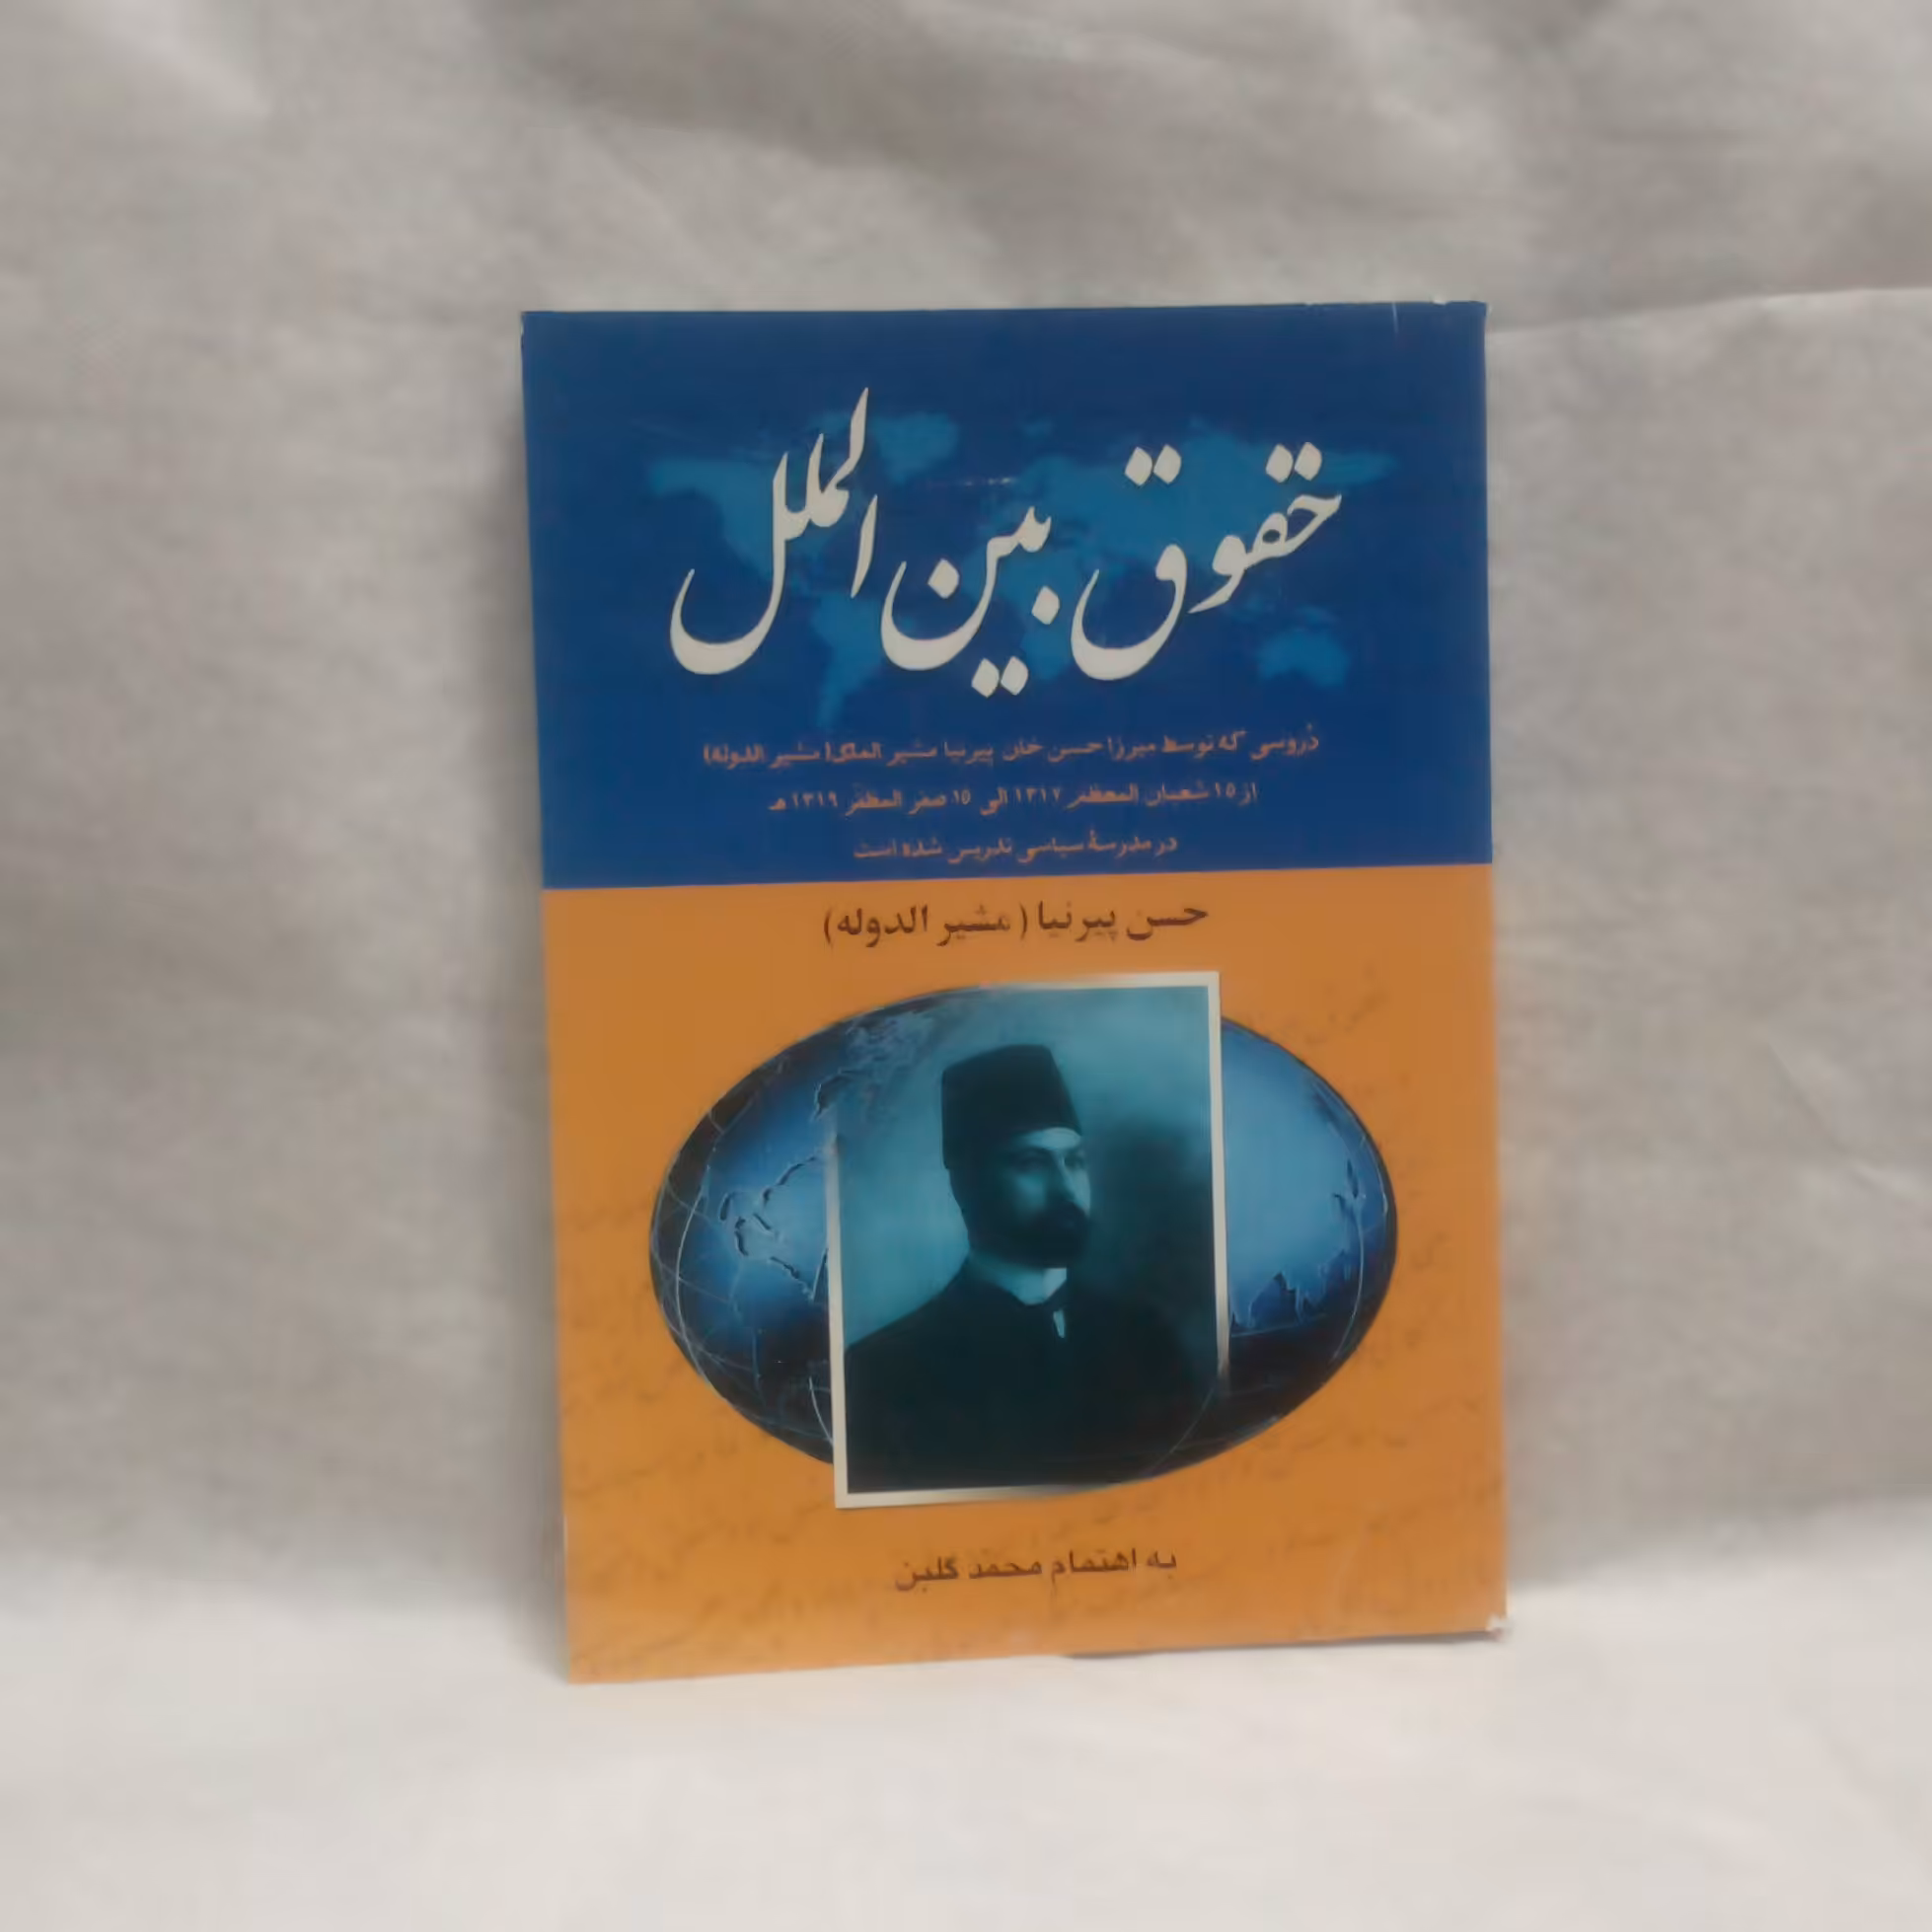 حقوق بین الملل
دروسی که توسط میرزا حسن خان پیرنیا مشیر الملک (مشیر الدوله)
از ۱۵ شعبان المعظم ۱۳۱۷ الی ۱۵ صفر المظفر ۱۳۱۹ هـ
در مدرسهٔ سیاسی تدریس شده است
حسن پیرنیا (مشیر الدوله)
به اهتمام محمد گلبن